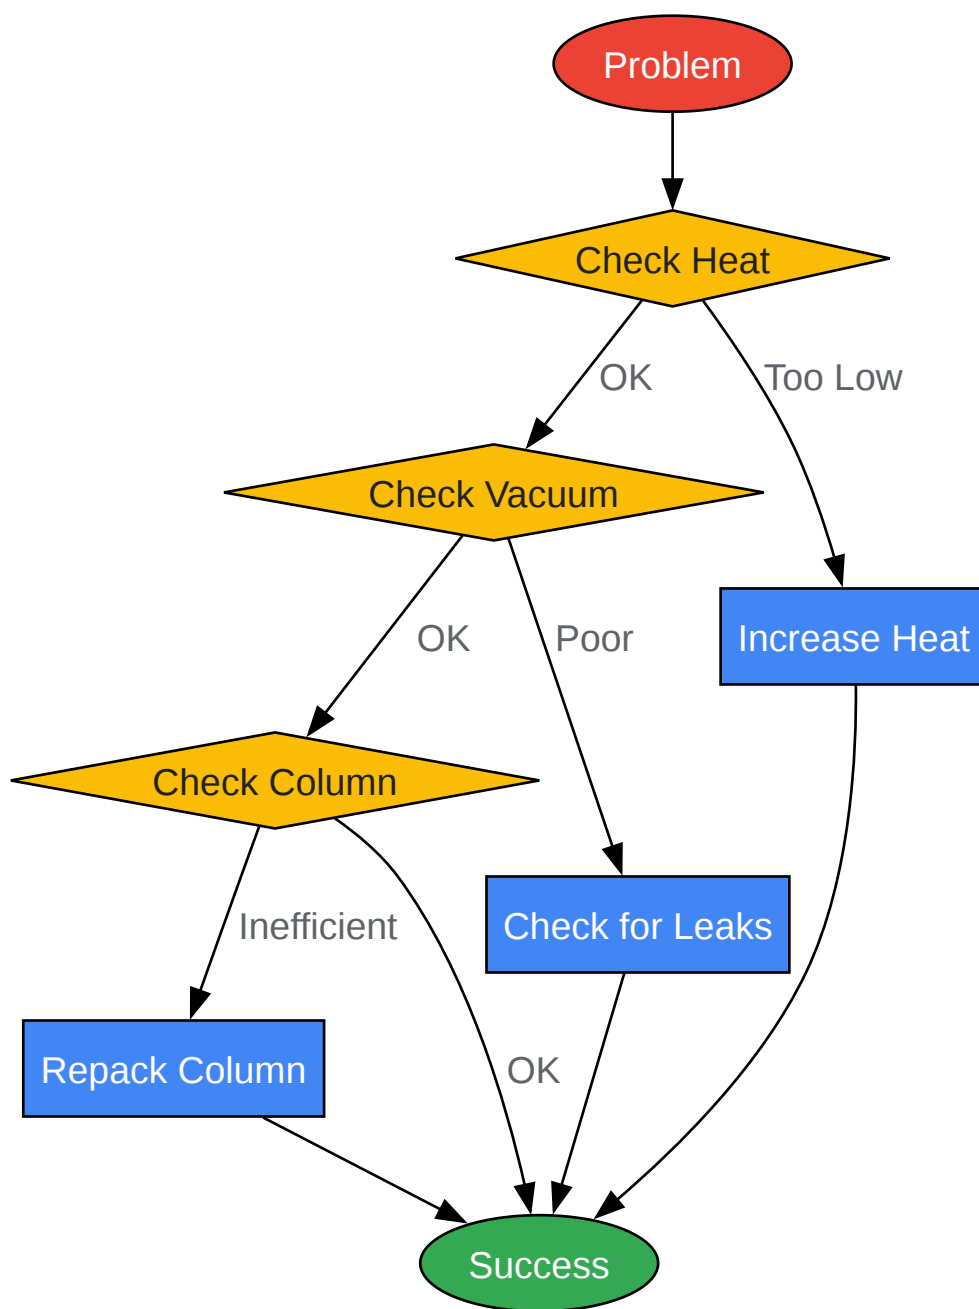 Problem
Check Heat
OK
Too Low
Check Vacuum
OK
Poor
Increase Heat
Check Column
Inefficient
Check for Leaks
Repack Column
OK
Success